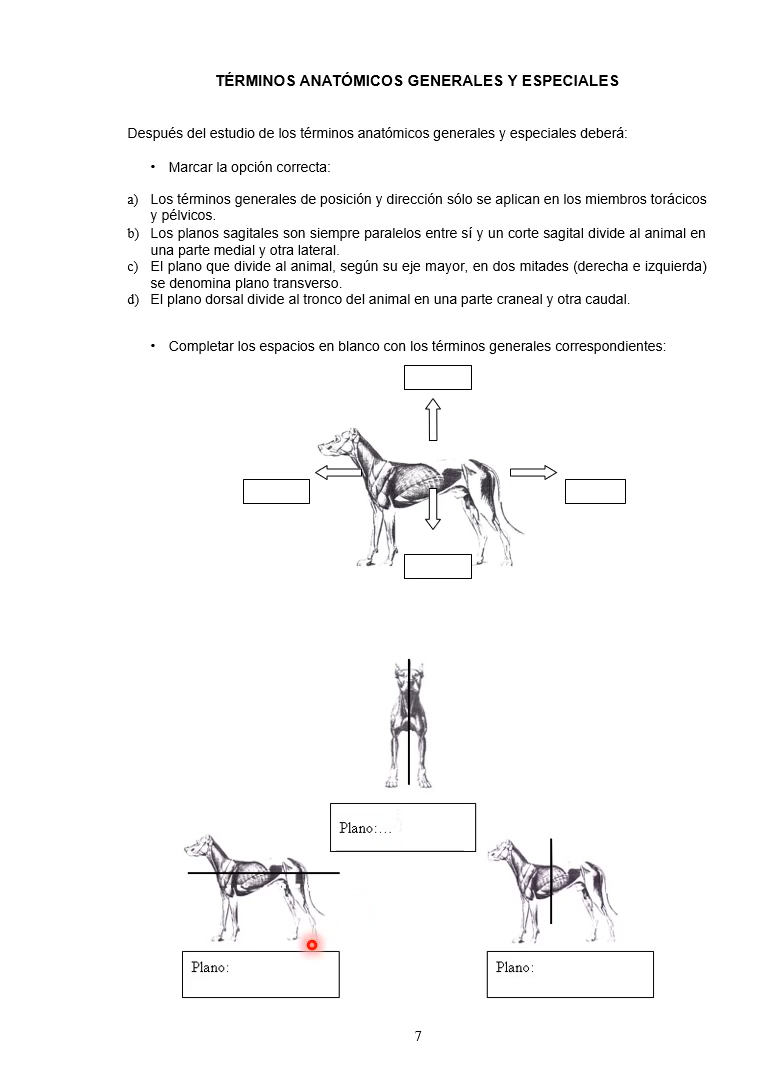 TÉRMINOS ANATÓMICOS GENERALES Y ESPECIALES
Después del estudio de los términos anatómicos generales y especiales deberá:
• Marcar la opción correcta:
a) Los términos generales de posición y dirección sólo se aplican en los miembros torácicos
y pélvicos.
b) Los planos sagitales son siempre paralelos entre sí y un corte sagital divide al animal en
una parte medial y otra lateral.
c) El plano que divide al animal, según su eje mayor, en dos mitades (derecha e izquierda)
se denomina plano transverso.
d) El plano dorsal divide al tronco del animal en una parte craneal y otra caudal.
• Completar los espacios en blanco con los términos generales correspondientes:
Plano:...
Plano:
Plano:
7